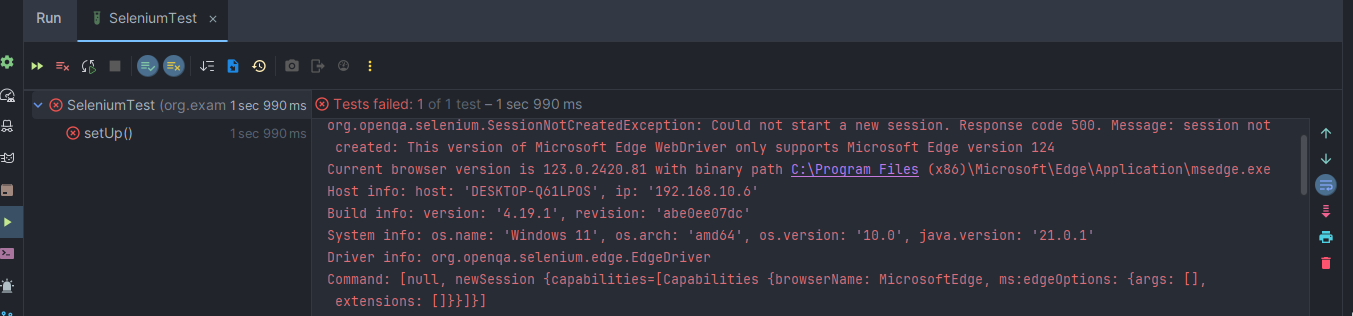 Run
SeleniumTest ×
SeleniumTest (org.exam 1 sec 990 ms
setUp() 1 sec 990 ms
Tests failed: 1 of 1 test – 1 sec 990 ms
org.openqa.selenium.SessionNotCreatedException: Could not start a new session. Response code 500. Message: session not
created: This version of Microsoft Edge WebDriver only supports Microsoft Edge version 124
Current browser version is 123.0.2420.81 with binary path C:\Program Files (x86)\Microsoft\Edge\Application\msedge.exe
Host info: host: 'DESKTOP-Q61LPOS', ip: '192.168.10.6'
Build info: version: '4.19.1', revision: 'abe0ee07dc'
System info: os.name: 'Windows 11', os.arch: 'amd64', os.version: '10.0', java.version: '21.0.1'
Driver info: org.openqa.selenium.edge.EdgeDriver
Command: [null, newSession {capabilities=[Capabilities {browserName: MicrosoftEdge, ms:edgeOptions: {args: [],
extensions: []}}]}]